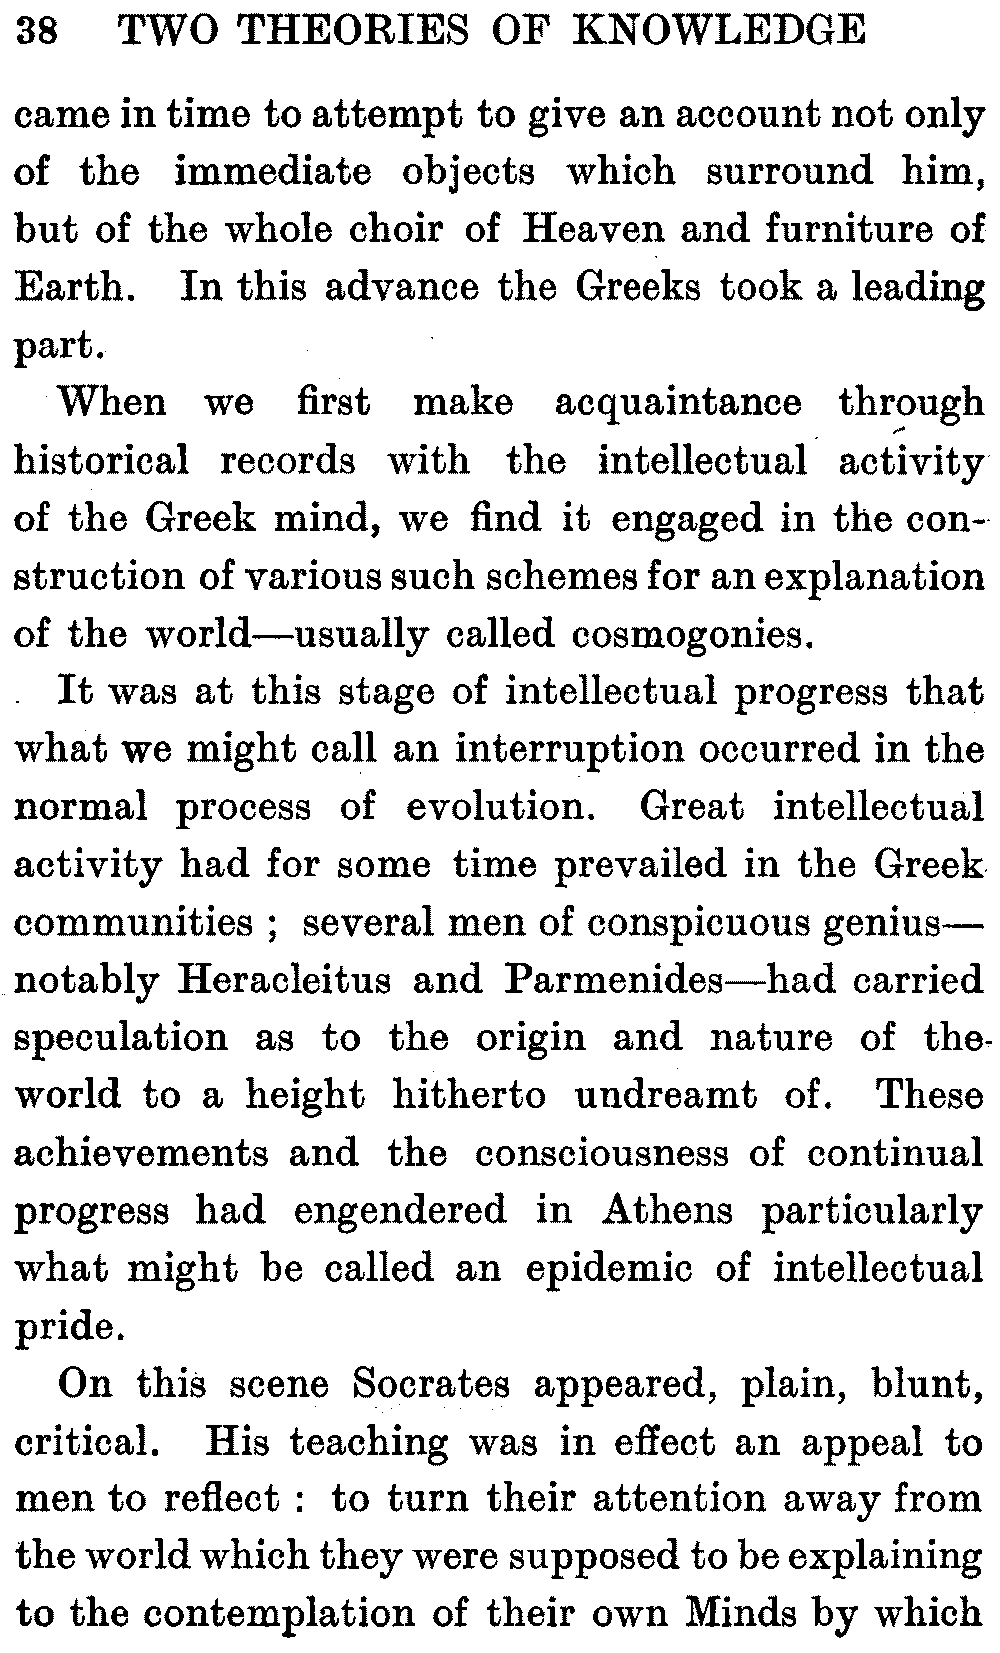 38 TWO THEORIES OF KNOWLEDGE
came in time to attempt to give an account not only
of the immediate objects which surround him,
but of the whole choir of Heaven and furniture of
Earth. In this advance the Greeks took a leading
part.
When we first make acquaintance through
historical records with the intellectual activity
of the Greek mind, we find it engaged in the con-
struction of various such schemes for an explanation
of the world—usually called cosmogonies.
It was at this stage of intellectual progress that
what we might call an interruption occurred in the
normal process of evolution. Great intellectual
activity had for some time prevailed in the Greek
communities ; several men of conspicuous genius—
notably Heracleitus and Parmenides—had carried
speculation as to the origin and nature of the
world to a height hitherto undreamt of. These
achievements and the consciousness of continual
progress had engendered in Athens particularly
what might be called an epidemic of intellectual
pride.
On this scene Socrates appeared, plain, blunt,
critical. His teaching was in effect an appeal to
men to reflect : to turn their attention away from
the world which they were supposed to be explaining
to the contemplation of their own Minds by which